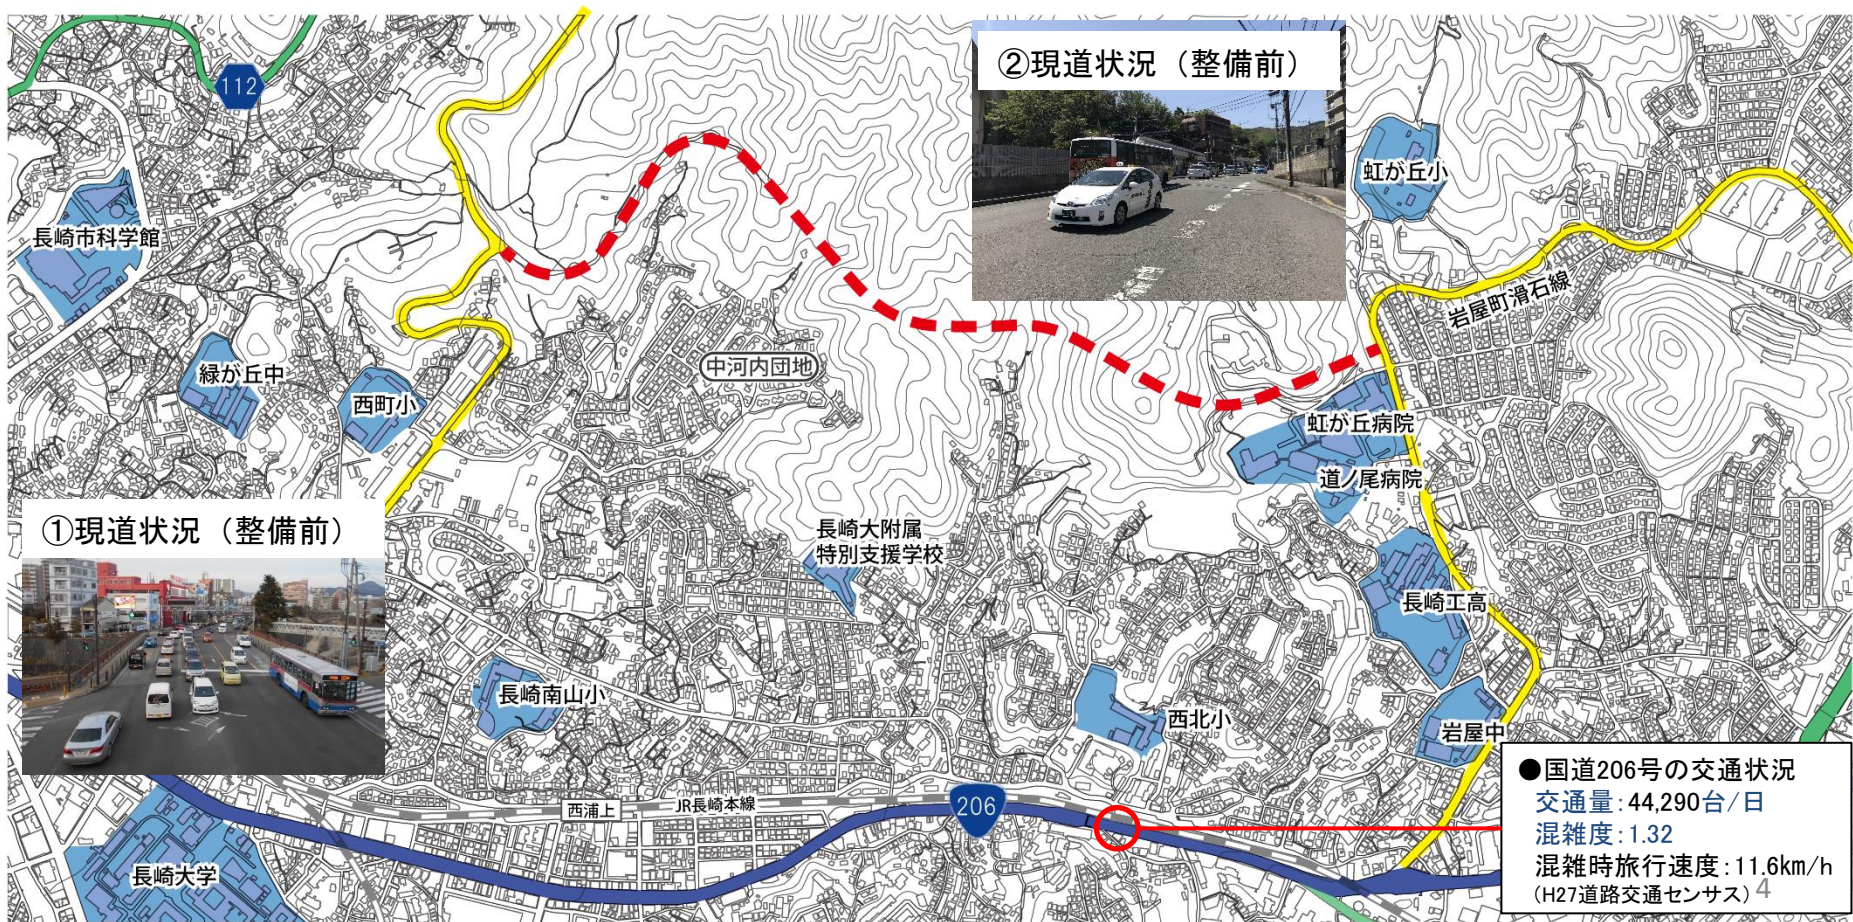 112
②現道状況（整備前）
虹が丘小
長崎市科学館
岩屋町滑石線
中河内団地
緑が丘中
西町小
虹が丘病院
道ノ尾病院
①現道状況（整備前）
長崎大附属
特別支援学校
長崎工高
長崎南山小
西北小
岩屋中
西浦上
JR長崎本線
206
長崎大学
●国道206号の交通状況
交通量：44,290台/日
混雑度：1.32
混雑時旅行速度：11.6km/h
(H27道路交通センサス)
4